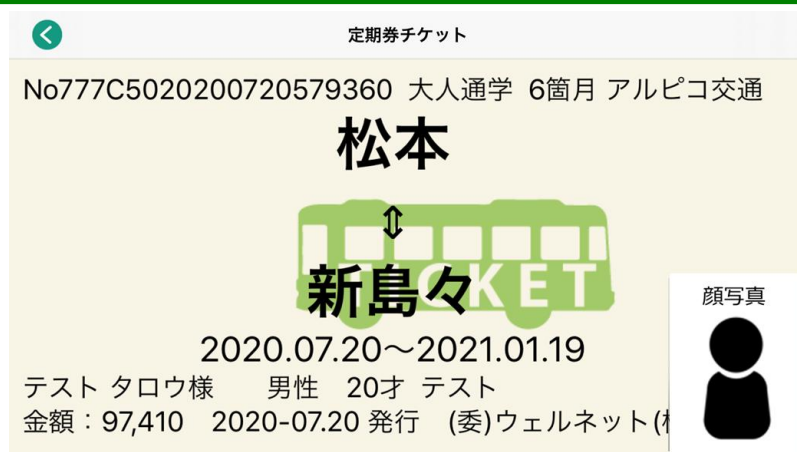 定期券チケット
No777C5020200720579360 大人通学 6箇月 アルピコ交通
松本
⇕
TICKET
新島々
2020.07.20～2021.01.19
顔写真
テスト タロウ様 男性 20才 テスト
金額：97,410 2020-07.20 発行 (委)ウェルネット(